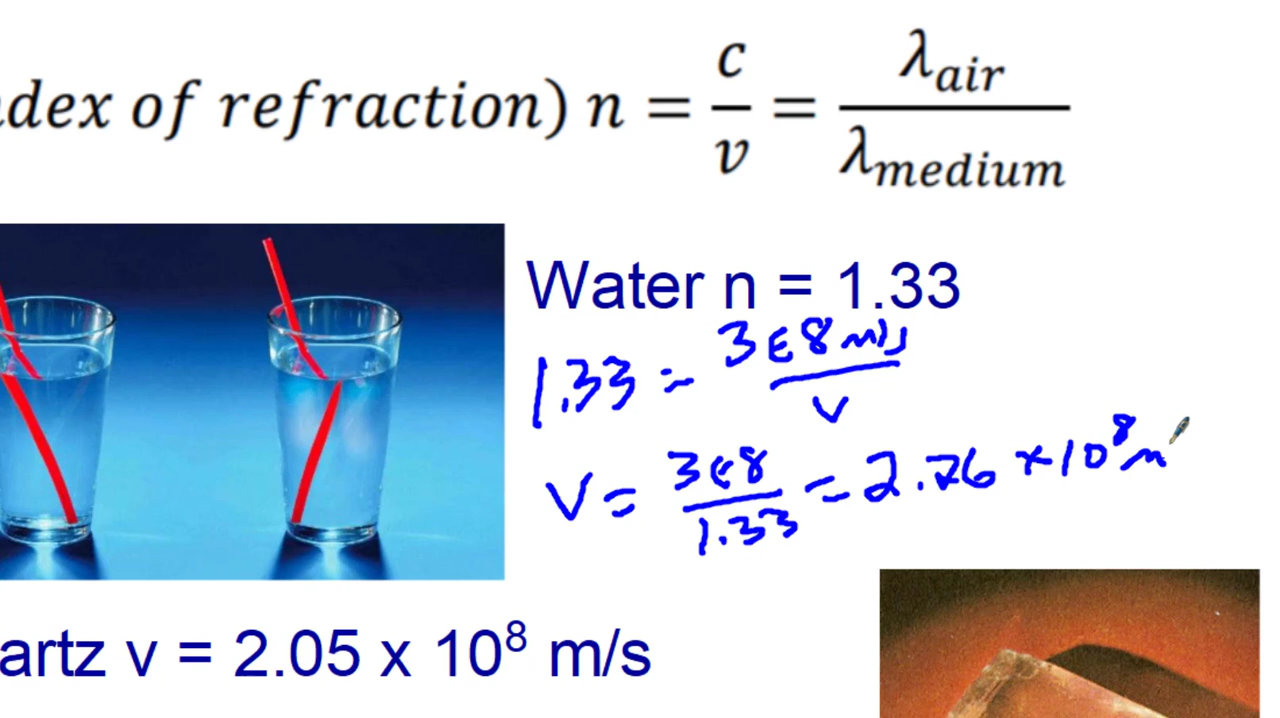 ndex of refraction) n = c/v = λair/λmedium
Water n = 1.33
1.33 = 3E8 m/s / v
V = 3E8/1.33 = 2.26 x 10⁸ m
artz v = 2.05 x 10⁸ m/s